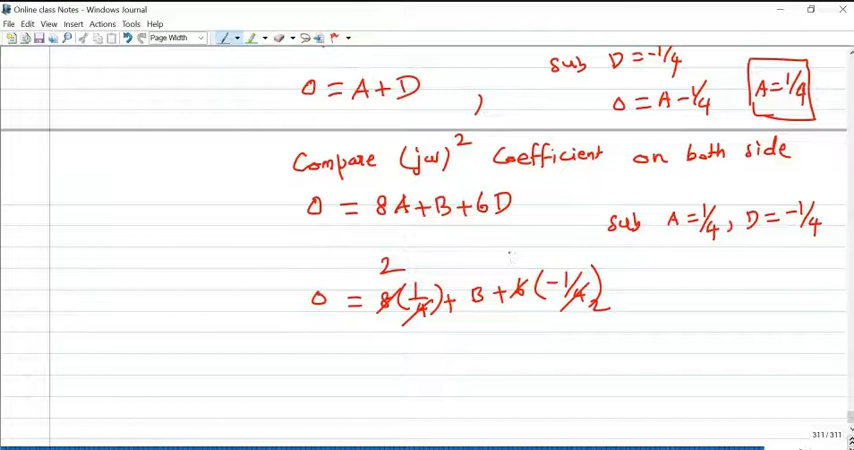 Online class Notes - Windows Journal
File Edit View Insert Actions Tools Help
Page Width
sub D = -1/4
0 = A + D , 0 = A - 1/4 A = 1/4
Compare (jω)² Coefficient on both side
0 = 8A + B + 6D
sub A = 1/4, D = -1/4
2
0 = 8(1/4) + B + 6(-1/4)2
311 / 311